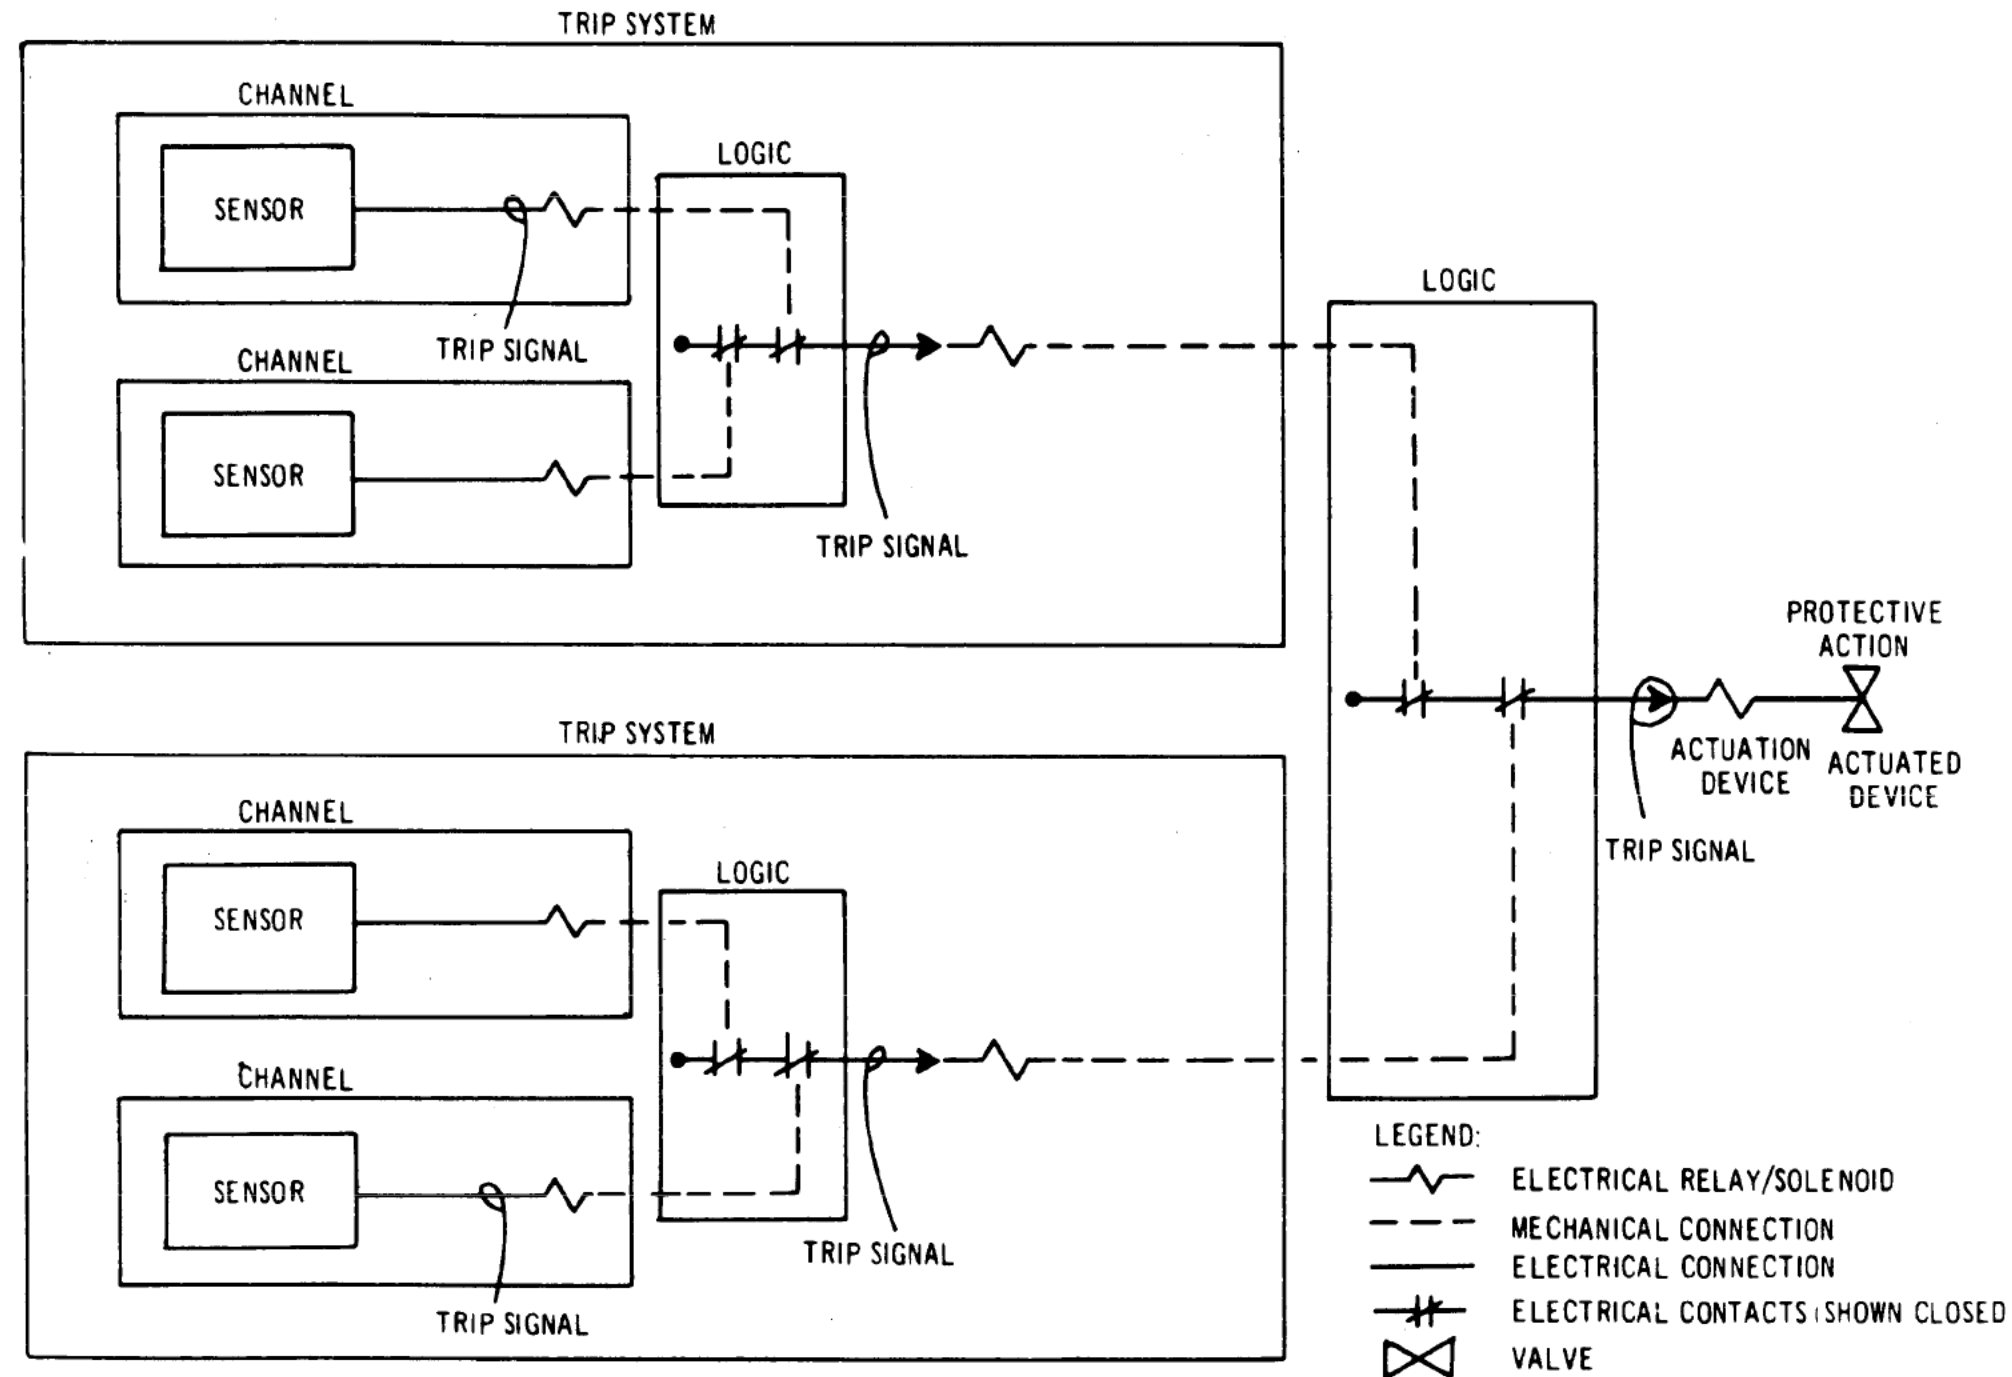 TRIP SYSTEM
CHANNEL
SENSOR
TRIP SIGNAL
CHANNEL
SENSOR
LOGIC
TRIP SIGNAL
LOGIC
TRIP SYSTEM
CHANNEL
SENSOR
CHANNEL
SENSOR
TRIP SIGNAL
LOGIC
TRIP SIGNAL
PROTECTIVE
ACTION
ACTUATION
DEVICE
ACTUATED
DEVICE
TRIP SIGNAL
LEGEND:
ELECTRICAL RELAY/SOLENOID
MECHANICAL CONNECTION
ELECTRICAL CONNECTION
ELECTRICAL CONTACTS (SHOWN CLOSED
VALVE